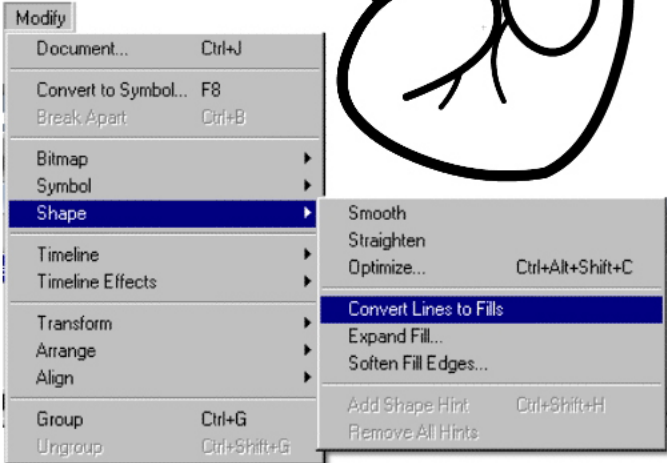 Modify
Document... Ctrl+J
Convert to Symbol... F8
Break Apart Ctrl+B
Bitmap
Symbol
Shape
Timeline
Timeline Effects
Transform
Arrange
Align
Group Ctrl+G
Ungroup Ctrl+Shift+G
Smooth
Straighten
Optimize... Ctrl+Alt+Shift+C
Convert Lines to Fills
Expand Fill...
Soften Fill Edges...
Add Shape Hint Ctrl+Shift+H
Remove All Hints